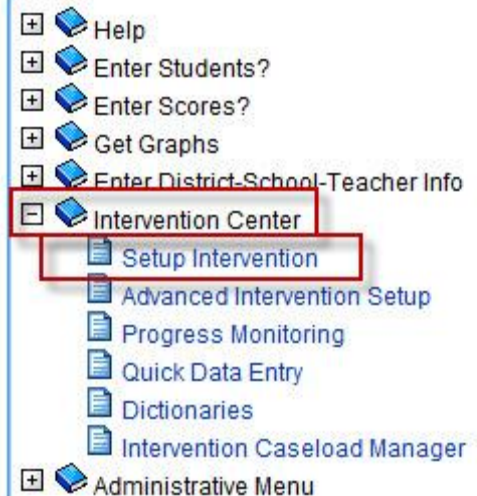 Help
Enter Students?
Enter Scores?
Get Graphs
Enter District-School-Teacher Info
Intervention Center
Setup Intervention
Advanced Intervention Setup
Progress Monitoring
Quick Data Entry
Dictionaries
Intervention Caseload Manager
Administrative Menu